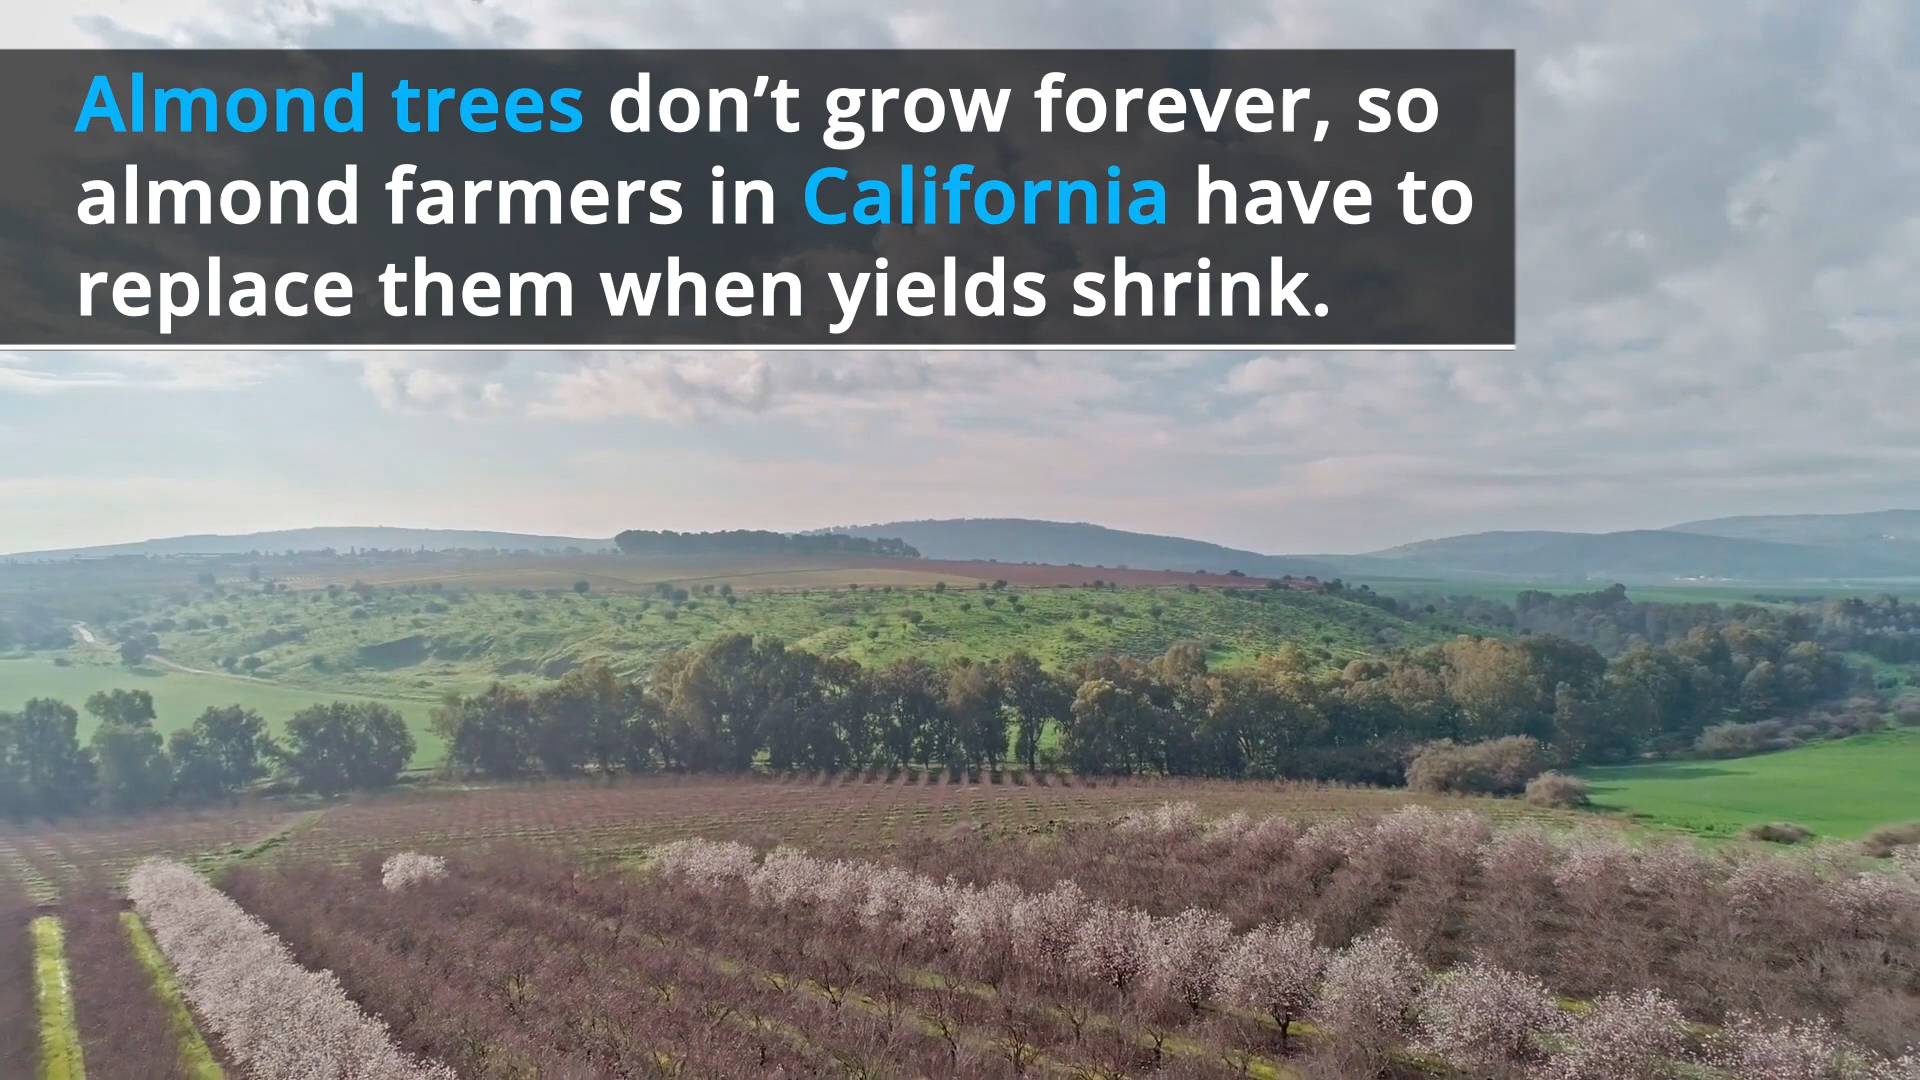 Almond trees don’t grow forever, so
almond farmers in California have to
replace them when yields shrink.